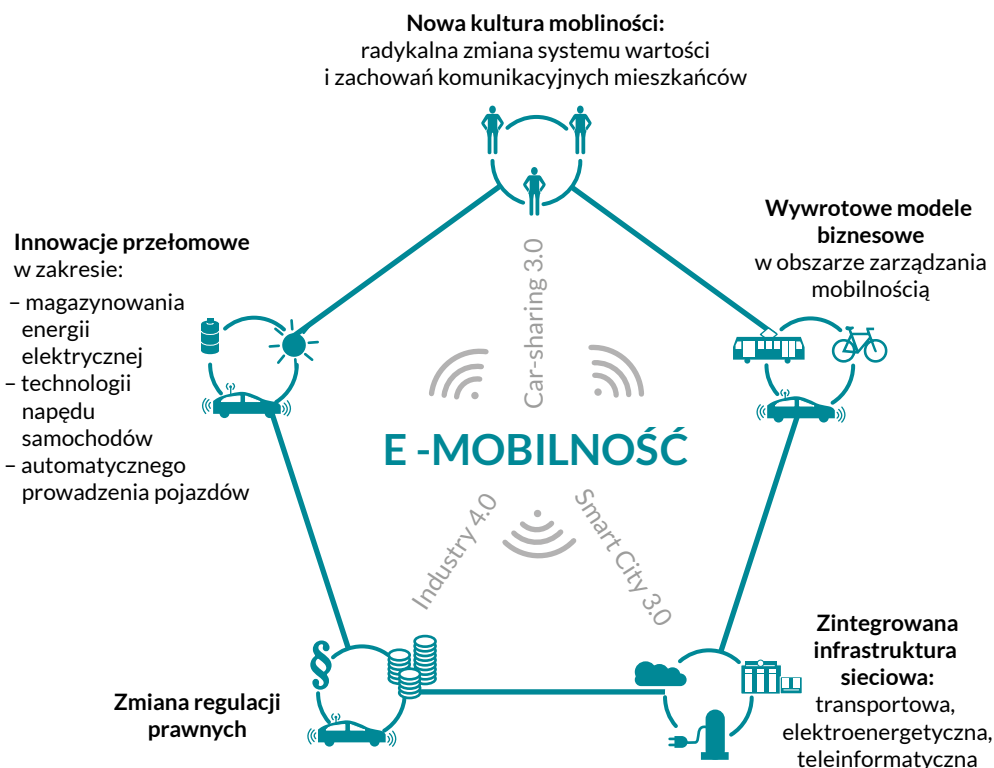 Nowa kultura mobliności:
radykalna zmiana systemu wartości
i zachowań komunikacyjnych mieszkańców
Wywrotowe modele
biznesowe
w obszarze zarządzania
mobilnością
Innowacje przełomowe
w zakresie:
– magazynowania
energii
elektrycznej
– technologii
napędu
samochodów
– automatycznego
prowadzenia pojazdów
Car-sharing 3.0
E -MOBILNOŚĆ
Industry 4.0
Smart City 3.0
§
Zmiana regulacji
prawnych
Zintegrowana
infrastruktura
sieciowa:
transportowa,
elektroenergetyczna,
teleinformatyczna